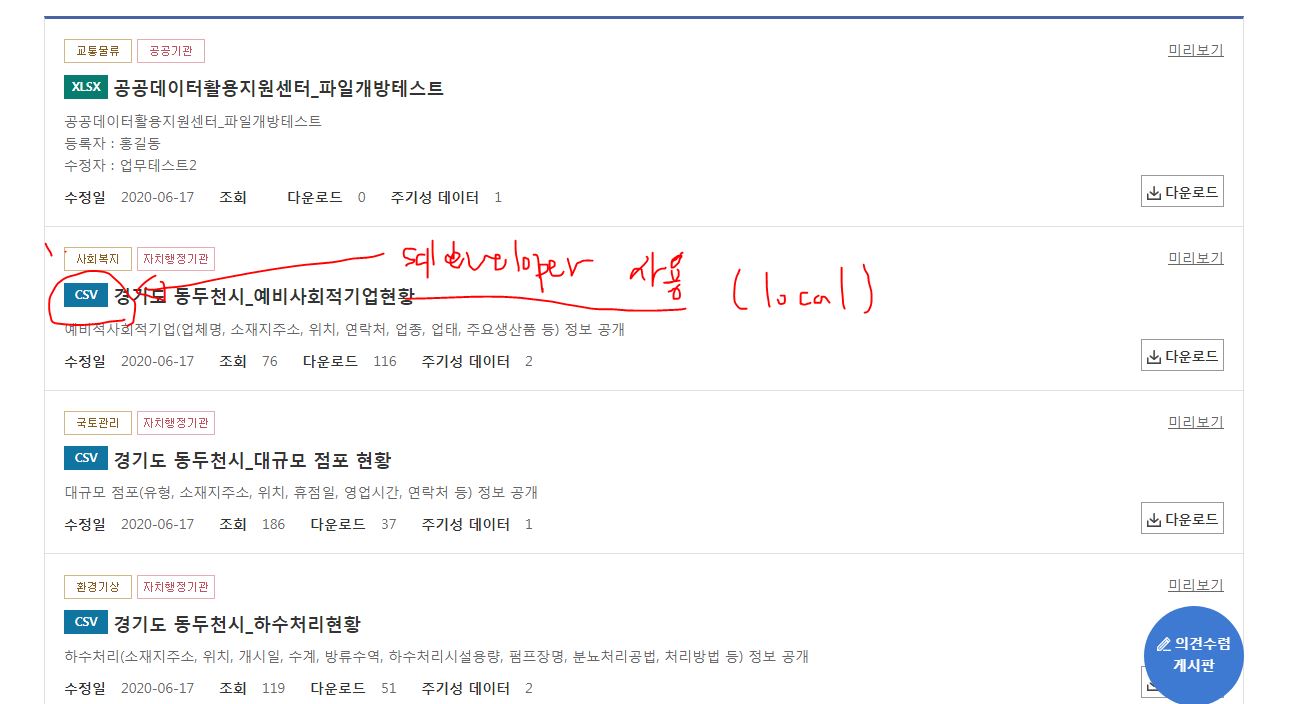 교통물류 공공기관 미리보기
XLSX 공공데이터활용지원센터_파일개방테스트
공공데이터활용지원센터_파일개방테스트
등록자 : 홍길동
수정자 : 업무테스트2
수정일 2020-06-17 조회 다운로드 0 주기성 데이터 1 다운로드
사회복지 자치행정기관 sqldeveloper 사용 (local) 미리보기
CSV 경기도 동두천시_예비사회적기업현황
예비적사회적기업(업체명, 소재지주소, 위치, 연락처, 업종, 업태, 주요생산품 등) 정보 공개
수정일 2020-06-17 조회 76 다운로드 116 주기성 데이터 2 다운로드
국토관리 자치행정기관 미리보기
CSV 경기도 동두천시_대규모 점포 현황
대규모 점포(유형, 소재지주소, 위치, 휴점일, 영업시간, 연락처 등) 정보 공개
수정일 2020-06-17 조회 186 다운로드 37 주기성 데이터 1 다운로드
환경기상 자치행정기관 미리보기
CSV 경기도 동두천시_하수처리현황
의견수렴
게시판
하수처리(소재지주소, 위치, 개시일, 수계, 방류수역, 하수처리시설용량, 펌프장명, 분뇨처리공법, 처리방법 등) 정보 공개
수정일 2020-06-17 조회 119 다운로드 51 주기성 데이터 2